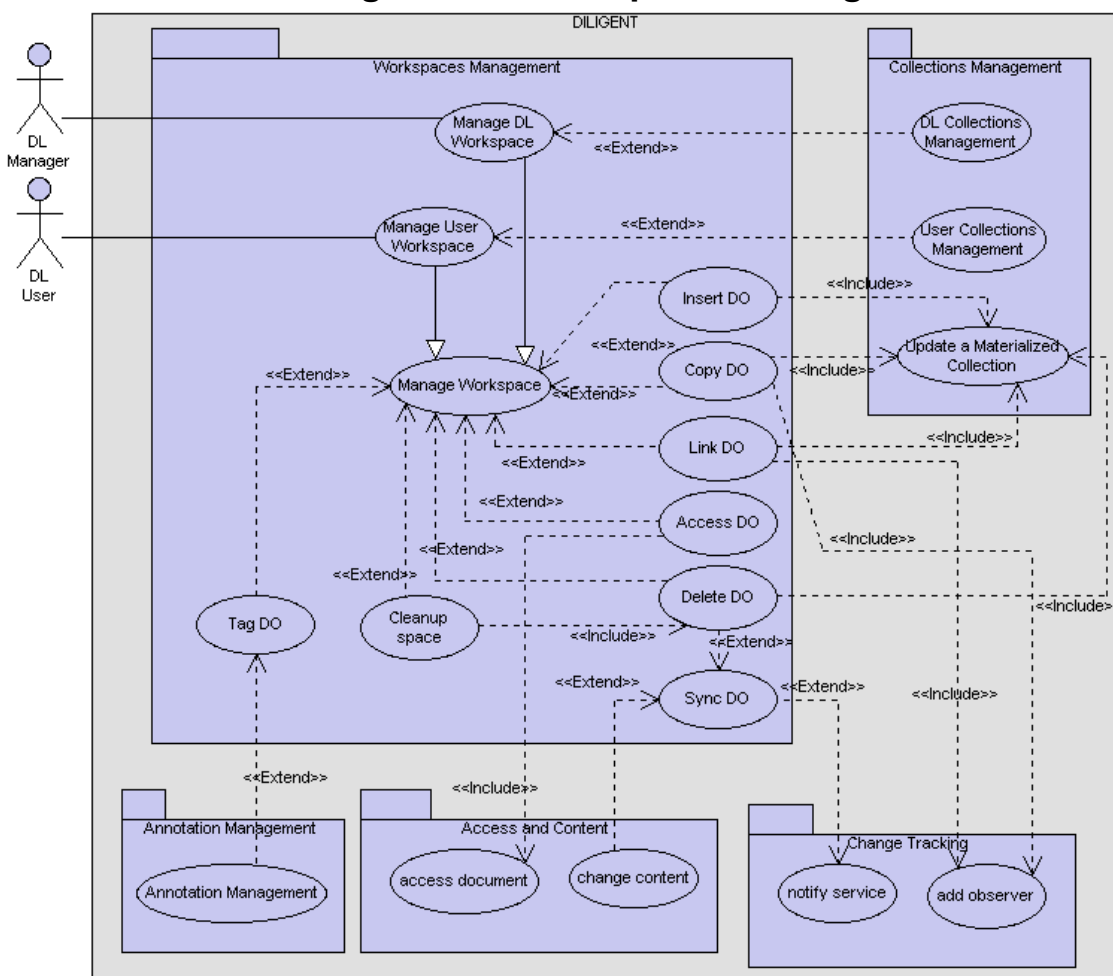 DILIGENT
Workspaces Management
Collections Management
DL
Manager
DL
User
Manage DL
Workspace
<<Extend>>
DL Collections
Management
Manage User
Workspace
<<Extend>>
User Collections
Management
Insert DO
<<Include>>
<<Extend>>
Update a Materialized
Collection
<<Extend>>
Manage Workspace
Copy DO
<<Include>>
<<Extend>>
Link DO
<<Include>>
<<Extend>>
<<Extend>>
Access DO
<<Include>>
<<Extend>>
<<Extend>>
Delete DO
<<Include>>
Tag DO
Cleanup
space
<<Include>>
<<Extend>>
<<Extend>>
Sync DO
<<Extend>>
<<Include>>
<<Extend>>
<<Include>>
Annotation Management
Access and Content
Change Tracking
Annotation Management
access document
change content
notify service
add observer